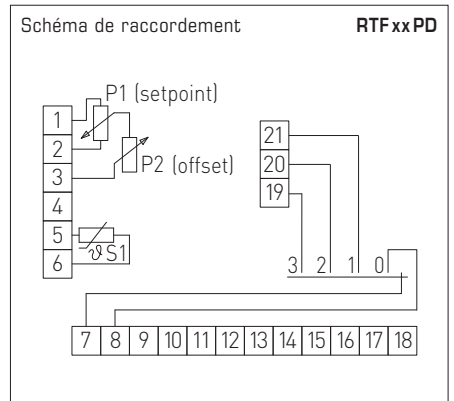 Schéma de raccordement RTF xx PD
P1 (setpoint)
1
2
3
4
5
6
P2 (offset)
ϑ S1
21
20
19
3 2 1 0
7 8 9 10 11 12 13 14 15 16 17 18